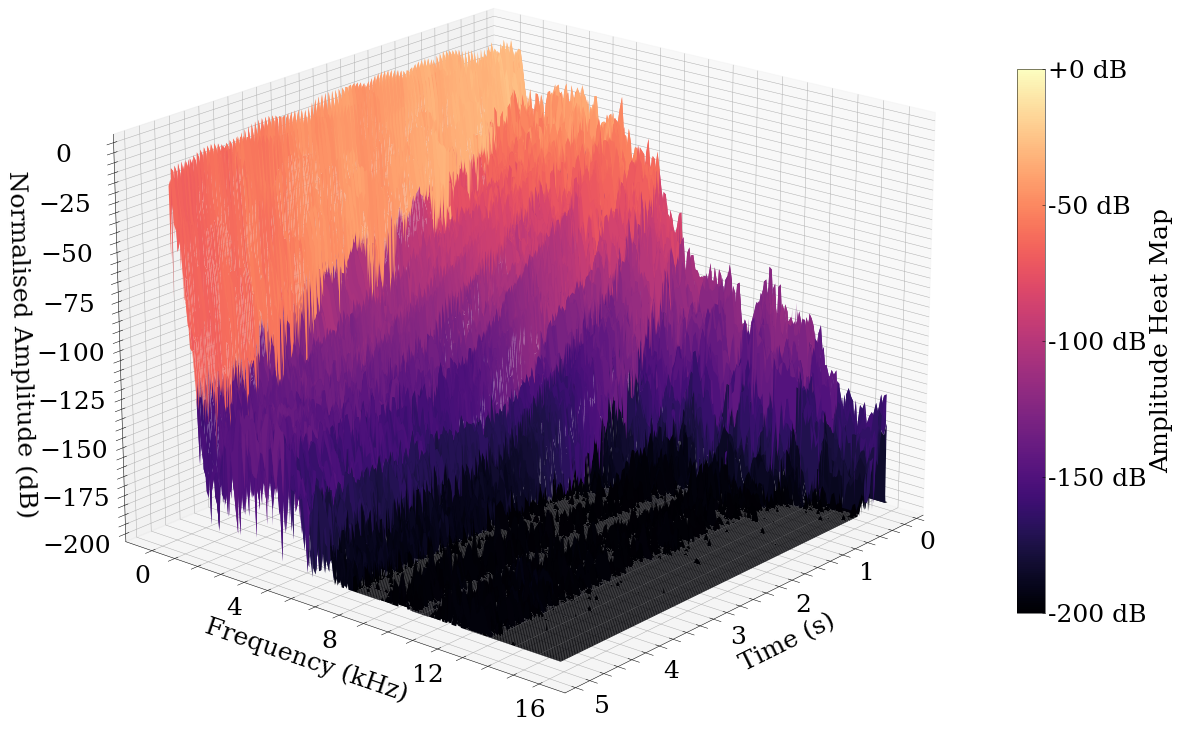 0
−25
−50
−75
−100
−125
−150
−175
−200
Normalised Amplitude (dB)
0
4
8
12
16
Frequency (kHz)
0
1
2
3
4
5
Time (s)
+0 dB
-50 dB
-100 dB
-150 dB
-200 dB
Amplitude Heat Map